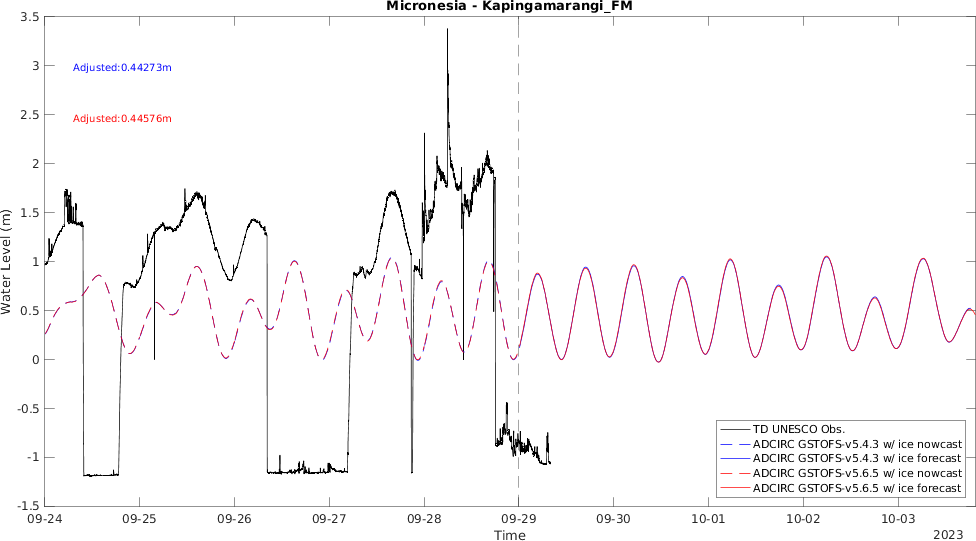 Micronesia - Kapingamarangi_FM
3.5
3
2.5
2
1.5
1
0.5
0
-0.5
-1
-1.5
Water Level (m)
Adjusted:0.44273m
Adjusted:0.44576m
TD UNESCO Obs.
ADCIRC GSTOFS-v5.4.3 w/ ice nowcast
ADCIRC GSTOFS-v5.4.3 w/ ice forecast
ADCIRC GSTOFS-v5.6.5 w/ ice nowcast
ADCIRC GSTOFS-v5.6.5 w/ ice forecast
09-24 09-25 09-26 09-27 09-28 09-29 09-30 10-01 10-02 10-03
Time
2023